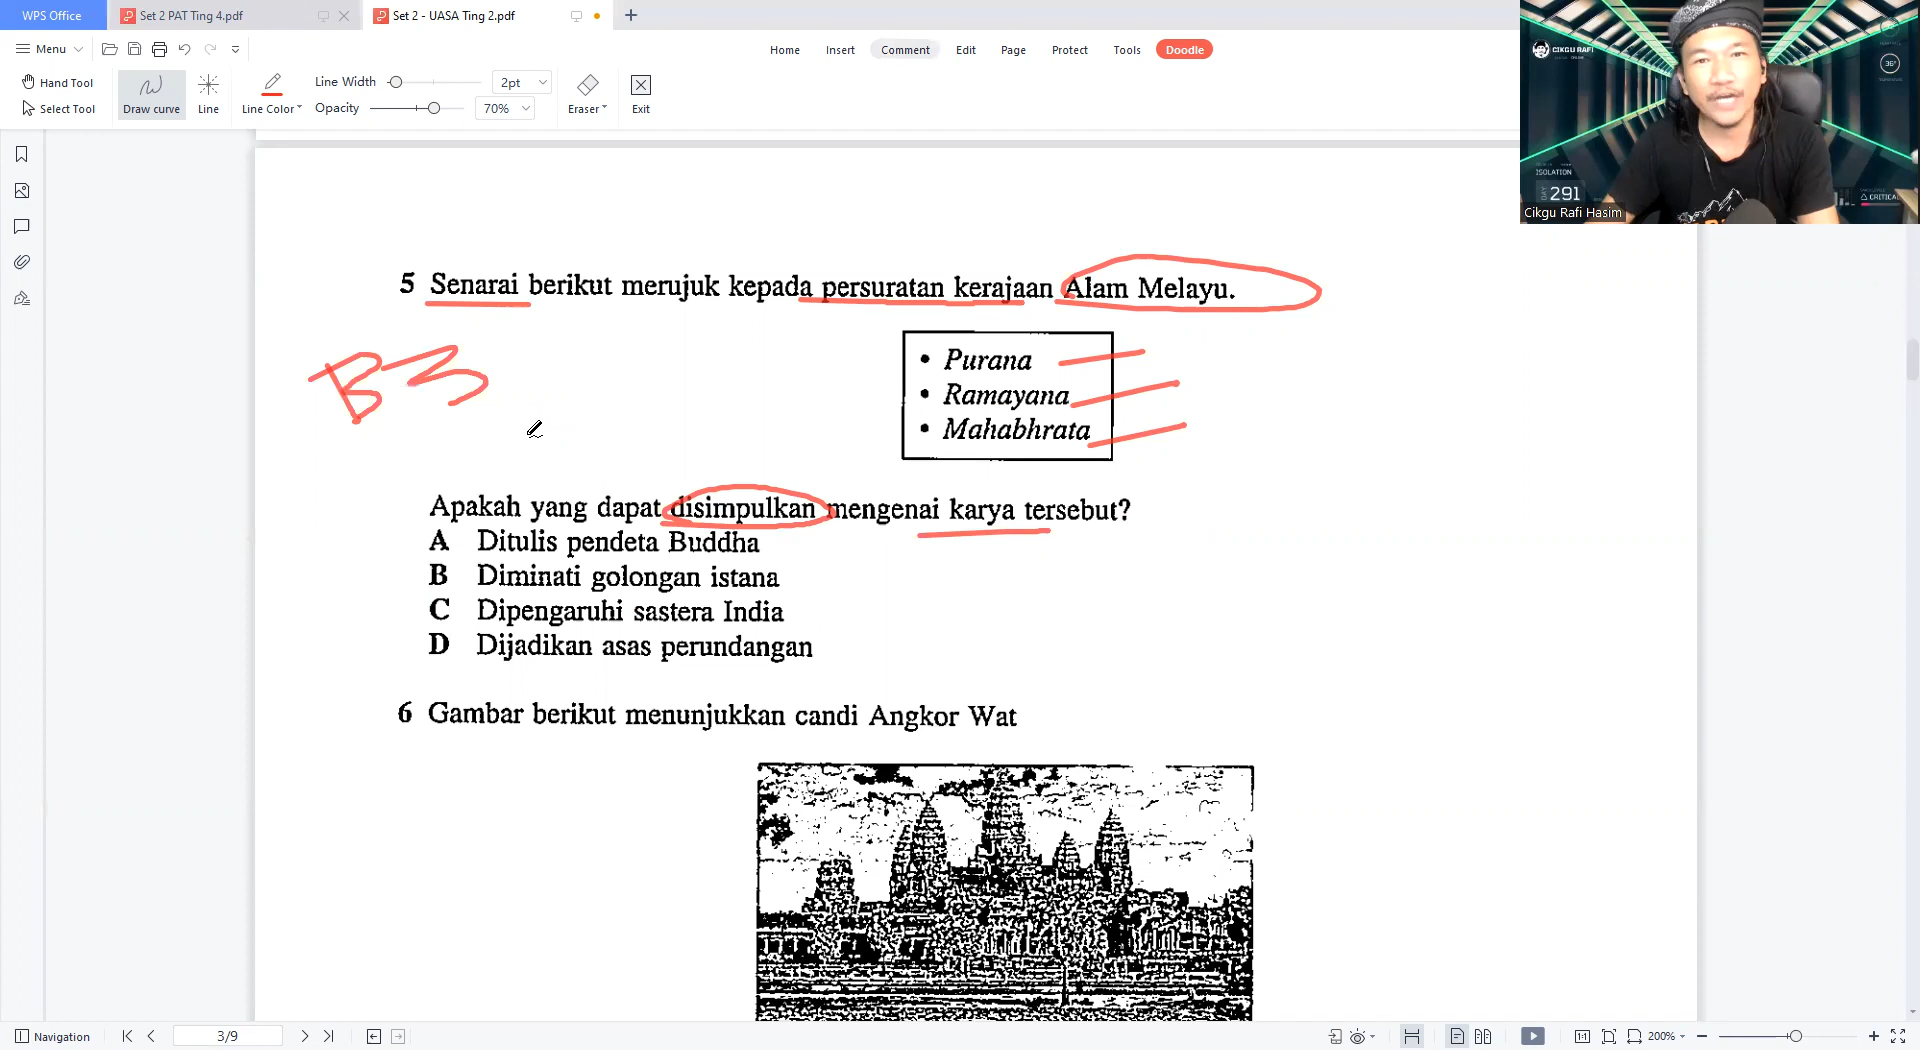 WPS Office
Set 2 PAT Ting 4.pdf
Set 2 - UASA Ting 2.pdf
Menu
Home Insert Comment Edit Page Protect Tools Doodle
Hand Tool
Select Tool
Draw curve
Line
Line Color
Line Width 2pt
Opacity 70%
Eraser
Exit
CIKGU RAFI
36°
ISOLATION
DAY 291
CRITICAL
Cikgu Rafi Hasim
5 Senarai berikut merujuk kepada persuratan kerajaan Alam Melayu.
B3
• Purana
• Ramayana
• Mahabhrata
Apakah yang dapat disimpulkan mengenai karya tersebut?
A Ditulis pendeta Buddha
B Diminati golongan istana
C Dipengaruhi sastera India
D Dijadikan asas perundangan
6 Gambar berikut menunjukkan candi Angkor Wat
Navigation
3/9
1:1
200%